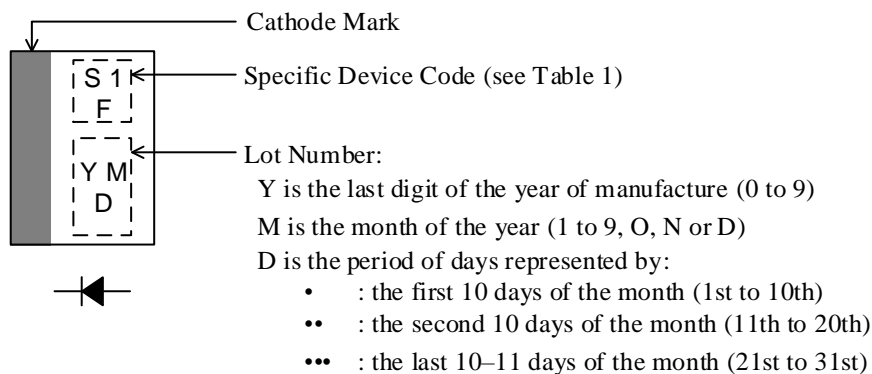 Cathode Mark
S 1
F
Specific Device Code (see Table 1)
Y M
D
Lot Number:
Y is the last digit of the year of manufacture (0 to 9)
M is the month of the year (1 to 9, O, N or D)
D is the period of days represented by:
• : the first 10 days of the month (1st to 10th)
•• : the second 10 days of the month (11th to 20th)
••• : the last 10–11 days of the month (21st to 31st)